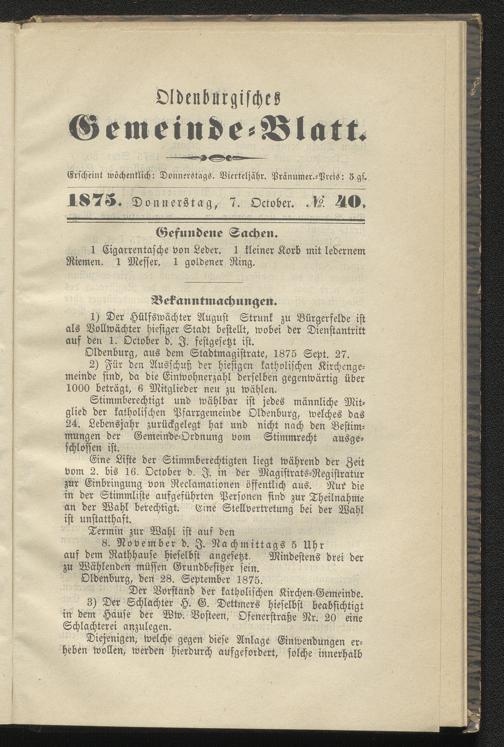 Oldenburgisches
Gemeinde-Blatt.
Erscheint wöchentlich: Donnerstags. Vierteljähr. Pränumer.-Preis: 5 gs.
1875. Donnerstag, 7. October. №. 40.
Gefundene Sachen.
1 Cigarrentasche von Leder. 1 kleiner Korb mit ledernem
Riemen. 1 Messer. 1 goldener Ring.
Bekanntmachungen.
1) Der Hülfswächter August Strunk zu Bürgerfelde ist
als Vollwächter hiesiger Stadt bestellt, wobei der Dienstantritt
auf den 1. October d. J. festgesetzt ist.
Oldenburg, aus dem Stadtmagistrate, 1875 Sept. 27.
2) Für den Ausschuß der hiesigen katholischen Kirchenge-
meinde sind, da die Einwohnerzahl derselben gegenwärtig über
1000 beträgt, 6 Mitglieder neu zu wählen.
Stimmberechtigt und wählbar ist jedes männliche Mit-
glied der katholischen Pfarrgemeinde Oldenburg, welches das
24. Lebensjahr zurückgelegt hat und nicht nach den Bestim-
mungen der Gemeinde-Ordnung vom Stimmrecht ausge-
schlossen ist.
Eine Liste der Stimmberechtigten liegt während der Zeit
vom 2. bis 16. October d. J. in der Magistrats-Registratur
zur Einbringung von Reclamationen öffentlich aus. Nur die
in der Stimmliste aufgeführten Personen sind zur Theilnahme
an der Wahl berechtigt. Eine Stellvertretung bei der Wahl
ist unstatthaft.
Termin zur Wahl ist auf den
8. November d. J. Nachmittags 5 Uhr
auf dem Rathhause hieselbst angesetzt. Mindestens drei der
zu Wählenden müssen Grundbesitzer sein.
Oldenburg, den 28. September 1875.
Der Vorstand der katholischen Kirchen-Gemeinde.
3) Der Schlachter H. G. Dettmers hieselbst beabsichtigt
in dem Hause der Ww. Vosteen, Ofenerstraße Nr. 20 eine
Schlachterei anzulegen.
Diejenigen, welche gegen diese Anlage Einwendungen er-
heben wollen, werden hierdurch aufgefordert, solche innerhalb